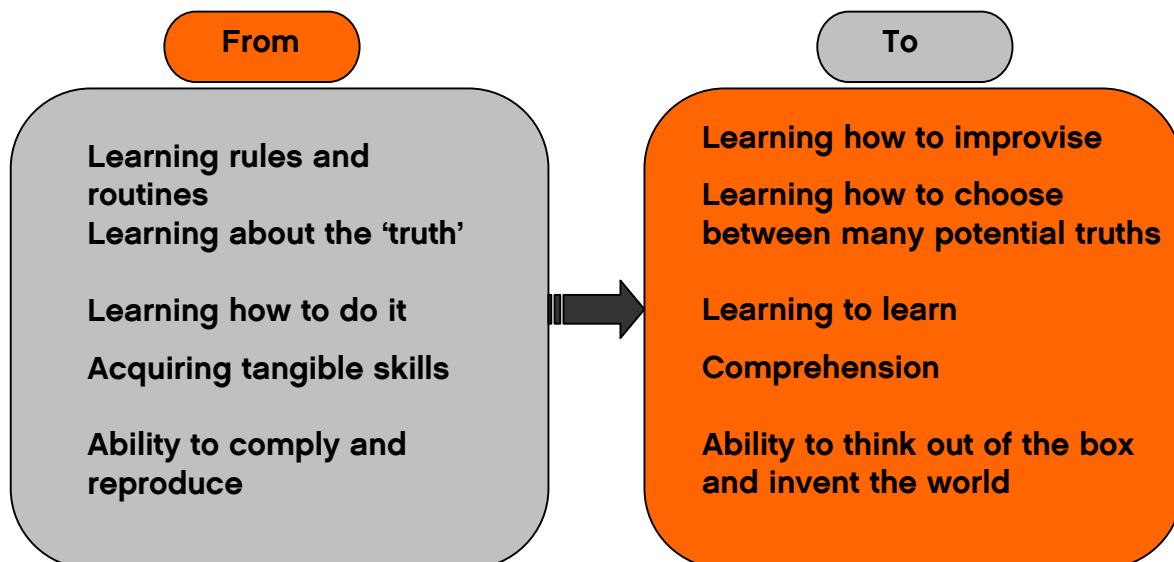 From
Learning rules and
routines
Learning about the ‘truth’
Learning how to do it
Acquiring tangible skills
Ability to comply and
reproduce
To
Learning how to improvise
Learning how to choose
between many potential truths
Learning to learn
Comprehension
Ability to think out of the box
and invent the world